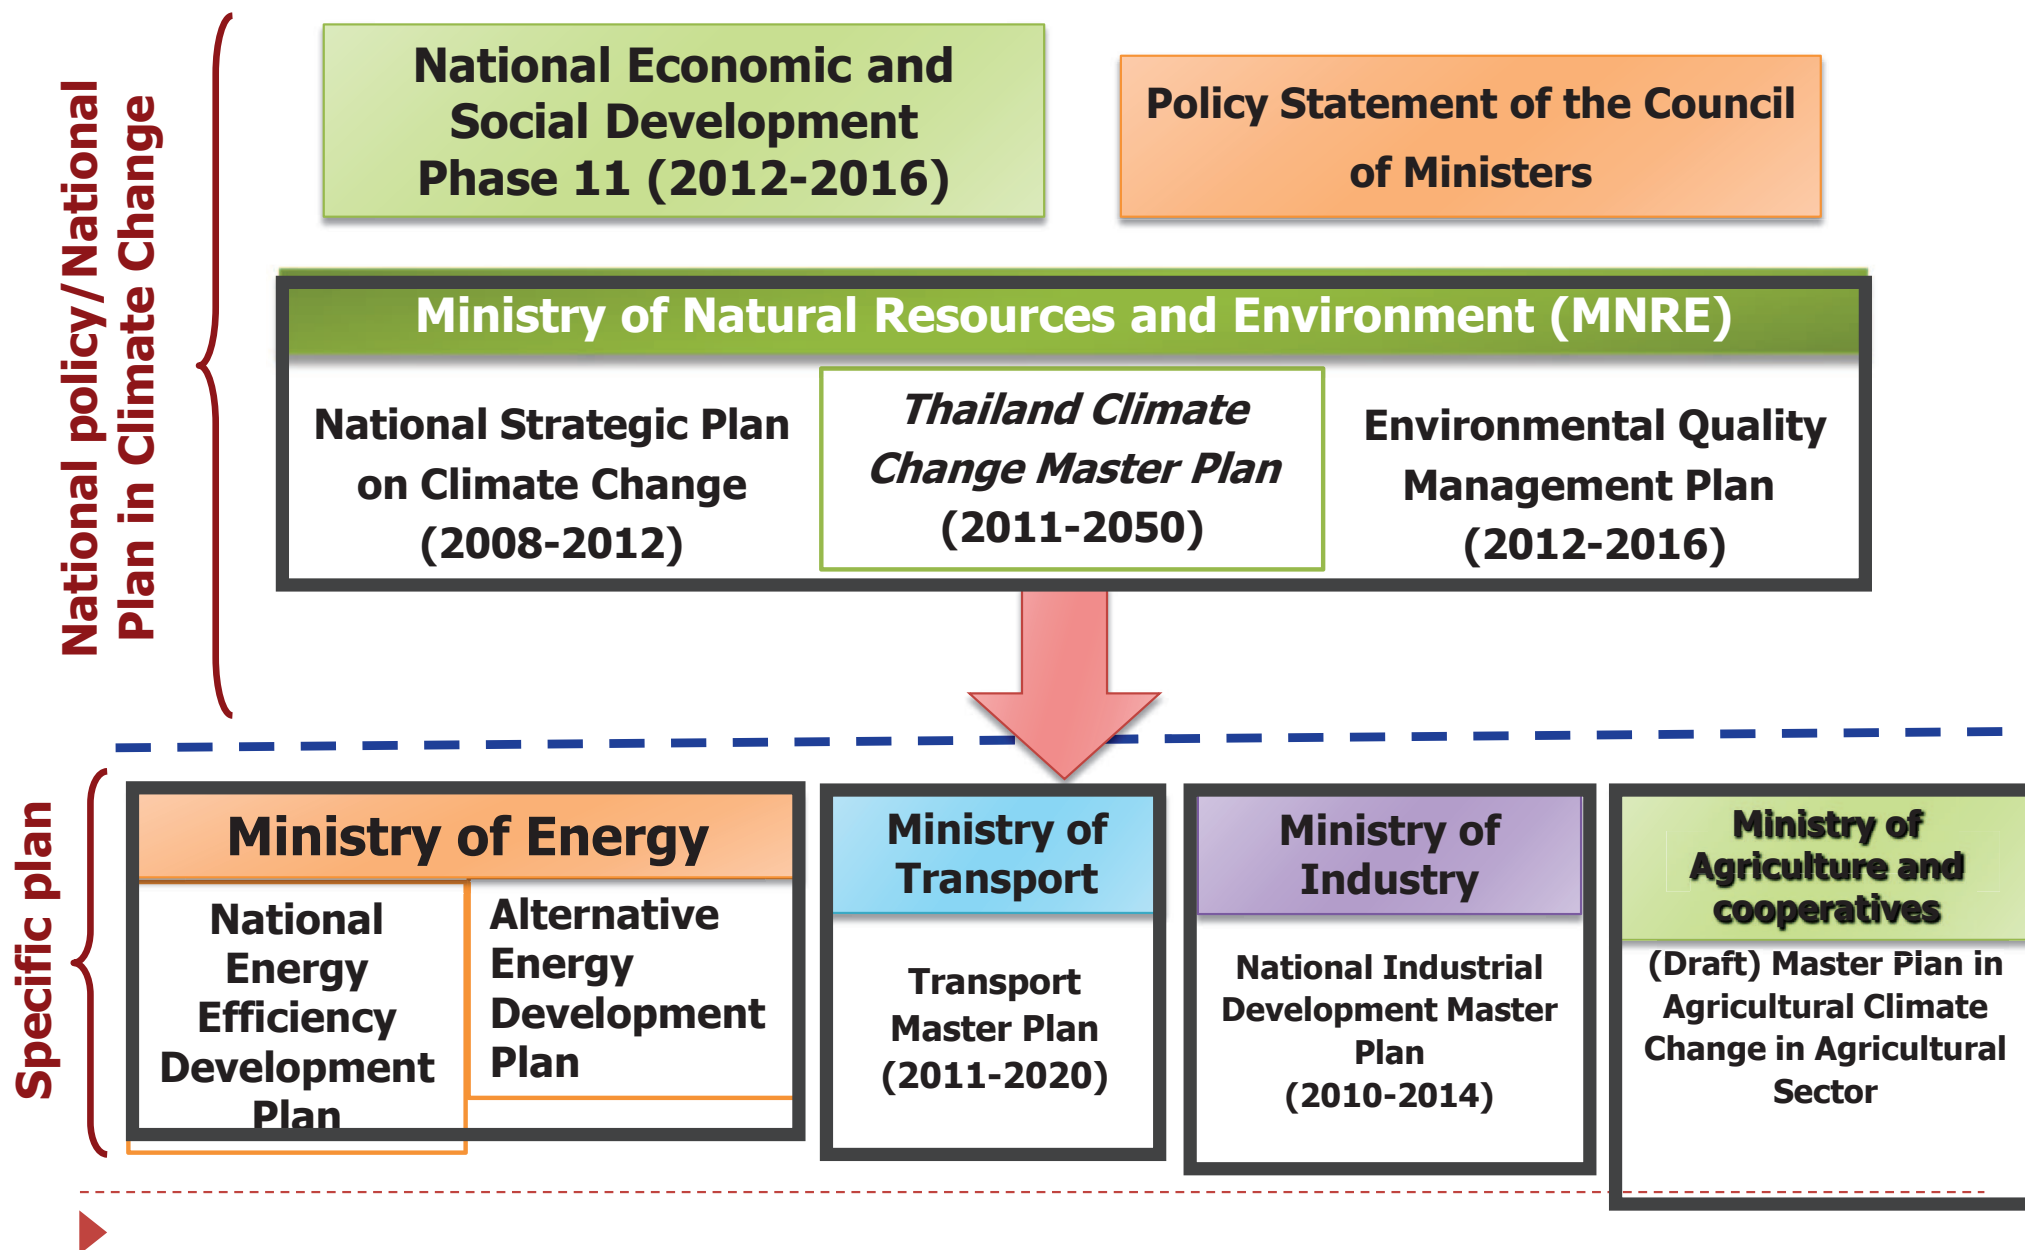 National policy/National
Plan in Climate Change
National Economic and
Social Development
Phase 11 (2012-2016)
Policy Statement of the Council
of Ministers
Ministry of Natural Resources and Environment (MNRE)
National Strategic Plan
on Climate Change
(2008-2012)
Thailand Climate
Change Master Plan
(2011-2050)
Environmental Quality
Management Plan
(2012-2016)
Specific plan
Ministry of Energy
National
Energy
Efficiency
Development
Plan
Alternative
Energy
Development
Plan
Ministry of
Transport
Transport
Master Plan
(2011-2020)
Ministry of
Industry
National Industrial
Development Master
Plan
(2010-2014)
Ministry of
Agriculture and
cooperatives
(Draft) Master Plan in
Agricultural Climate
Change in Agricultural
Sector